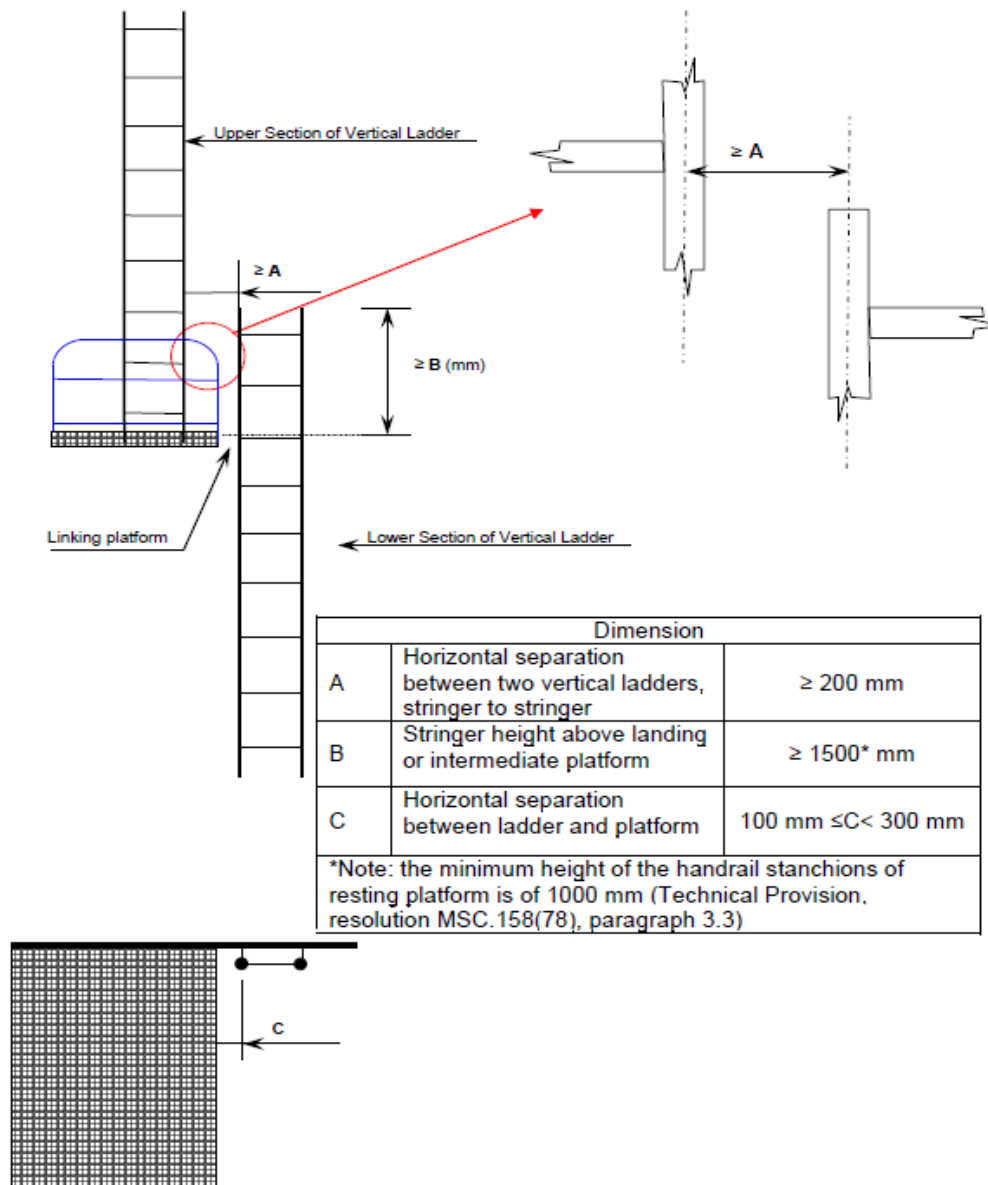 Upper Section of Vertical Ladder
≥ A
≥ A
≥ B (mm)
Linking platform
Lower Section of Vertical Ladder
Dimension
A
Horizontal separation
between two vertical ladders,
stringer to stringer
≥ 200 mm
B
Stringer height above landing
or intermediate platform
≥ 1500* mm
C
Horizontal separation
between ladder and platform
100 mm ≤C< 300 mm
*Note: the minimum height of the handrail stanchions of
resting platform is of 1000 mm (Technical Provision,
resolution MSC.158(78), paragraph 3.3)
C